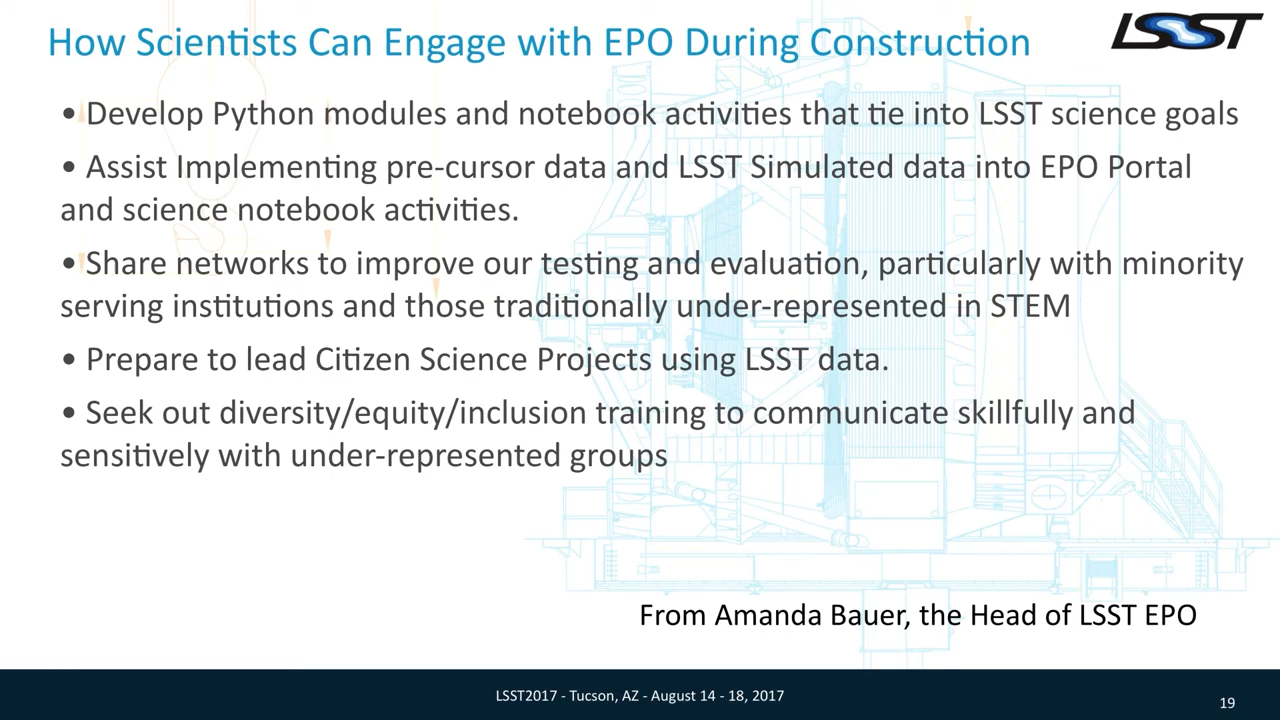 How Scientists Can Engage with EPO During Construction
LSST
• Develop Python modules and notebook activities that tie into LSST science goals
• Assist Implementing pre-cursor data and LSST Simulated data into EPO Portal
and science notebook activities.
• Share networks to improve our testing and evaluation, particularly with minority
serving institutions and those traditionally under-represented in STEM
• Prepare to lead Citizen Science Projects using LSST data.
• Seek out diversity/equity/inclusion training to communicate skillfully and
sensitively with under-represented groups
From Amanda Bauer, the Head of LSST EPO
LSST2017 - Tucson, AZ - August 14 - 18, 2017
19